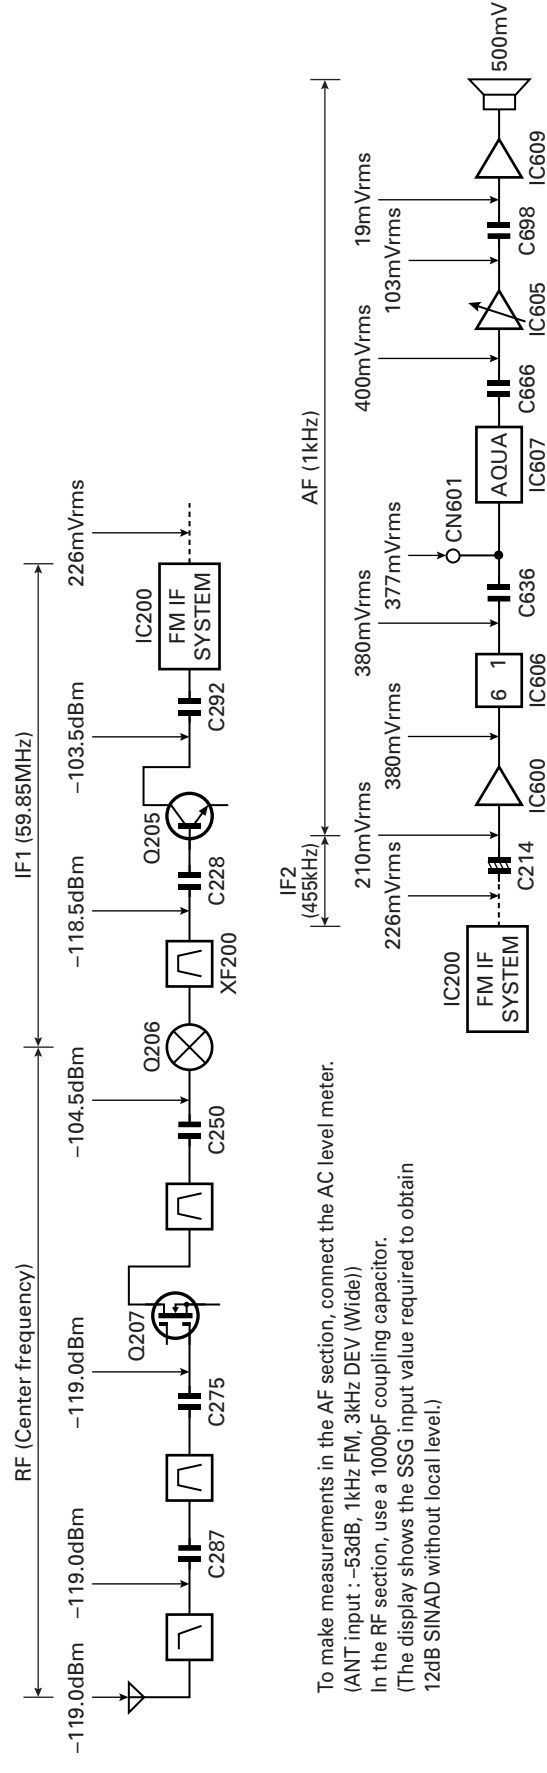 RF (Center frequency)
IF1 (59.85MHz)
–119.0dBm
–119.0dBm
–119.0dBm
–104.5dBm
–118.5dBm
–103.5dBm
226mVrms
C287
C275
Q207
C250
Q206
XF200
C228
Q205
C292
IC200
FM IF
SYSTEM
To make measurements in the AF section, connect the AC level meter.
(ANT input : –53dB, 1kHz FM, 3kHz DEV (Wide))
In the RF section, use a 1000pF coupling capacitor.
(The display shows the SSG input value required to obtain
12dB SINAD without local level.)
IF2
(455kHz)
AF (1kHz)
226mVrms
210mVrms
380mVrms
380mVrms
377mVrms
400mVrms
103mVrms
19mVrms
500mV
IC200
FM IF
SYSTEM
C214
IC600
6 1
IC606
C636
CN601
AQUA
IC607
C666
IC605
C698
IC609